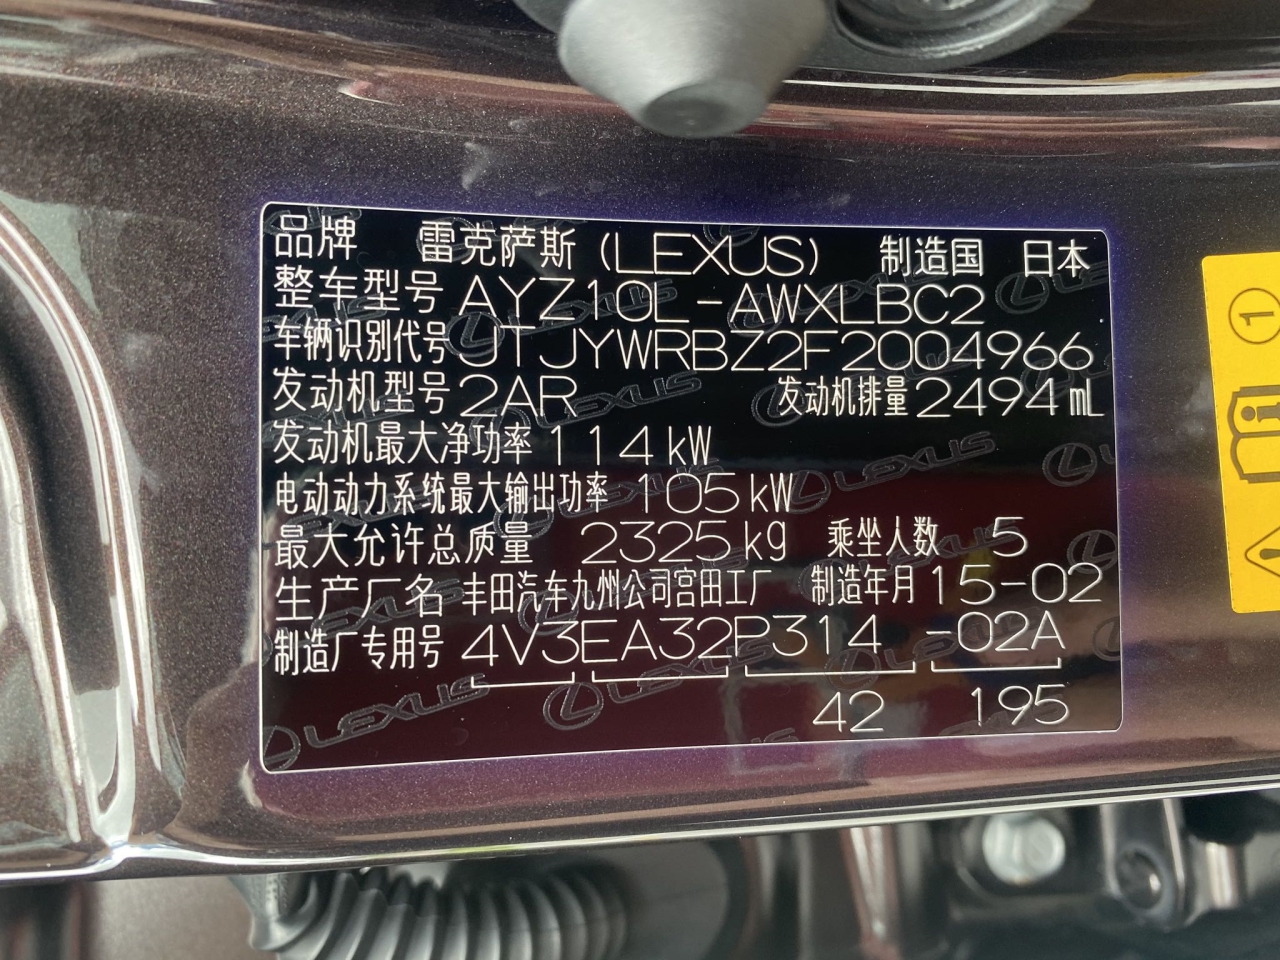 品牌 雷克萨斯 (LEXUS) 制造国 日本
整车型号 AYZ10L-AWXLBC2
车辆识别代号 JTJYWRBZ2F2004966
发动机型号 2AR 发动机排量 2494 mL
发动机最大净功率 114 kW
电动动力系统最大输出功率 105 kW
最大允许总质量 2325 kg 乘坐人数 5
生产厂名 丰田汽车九州公司宫田工厂 制造年月 15-02
制造厂专用号 4V3EA32P314 -02A
42 195
1